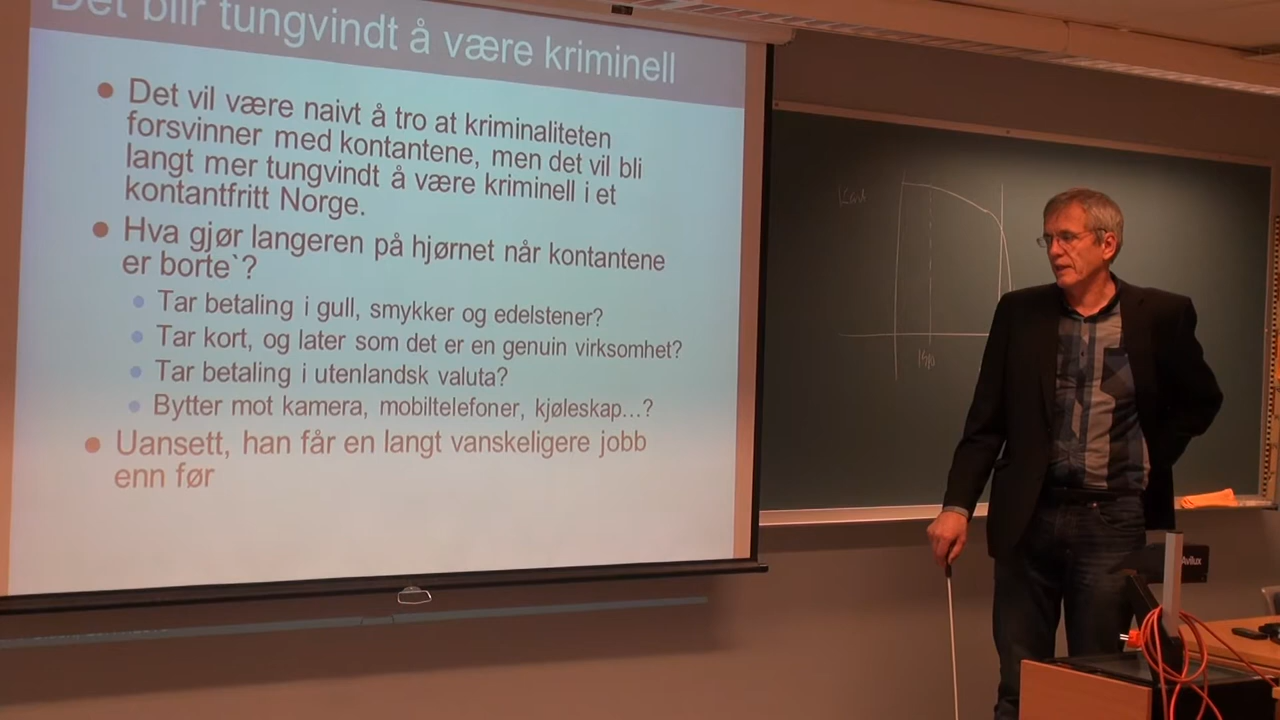 Det blir tungvindt å være kriminell
Det vil være naivt å tro at kriminaliteten
forsvinner med kontantene, men det vil bli
langt mer tungvindt å være kriminell i et
kontantfritt Norge.
Hva gjør langeren på hjørnet når kontantene
er borte`?
Tar betaling i gull, smykker og edelstener?
Tar kort, og later som det er en genuin virksomhet?
Tar betaling i utenlandsk valuta?
Bytter mot kamera, mobiltelefoner, kjøleskap...?
Uansett, han får en langt vanskeligere jobb
enn før
Avilux